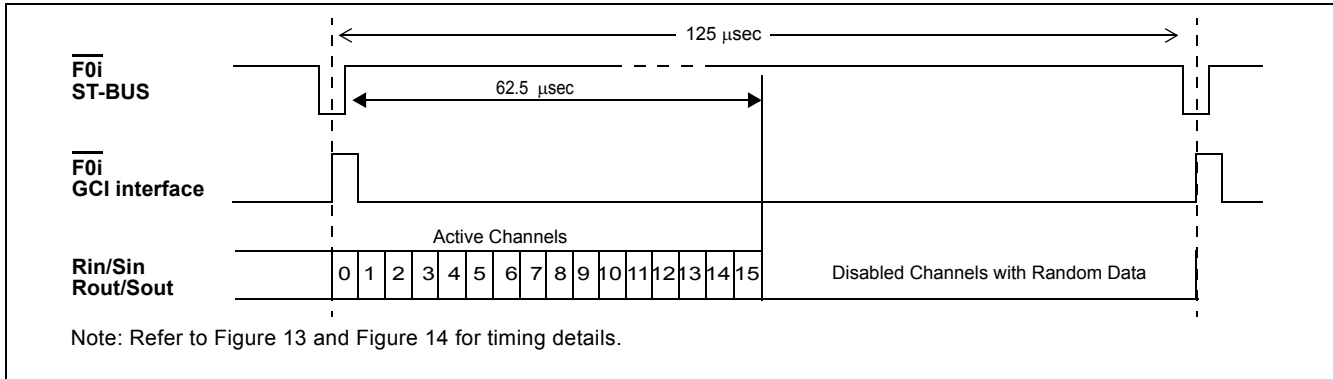 125 μsec
F0i
ST-BUS
62.5 μsec
F0i
GCI interface
Active Channels
Rin/Sin
Rout/Sout
0 1 2 3 4 5 6 7 8 9 10 11 12 13 14 15
Disabled Channels with Random Data
Note: Refer to Figure 13 and Figure 14 for timing details.